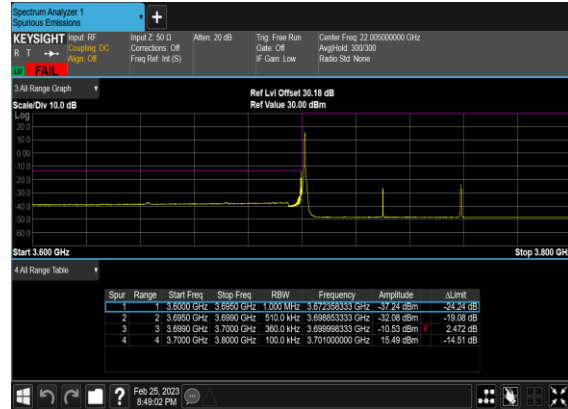 Spectrum Analyzer 1
Spurious Emissions
KEYSIGHT Input: RF Input Z: 50 Ω Atten: 20 dB Trig: Free Run Center Freq: 22.005000000 GHz
R T Coupling: DC Corrections: Off Gate: Off Avg|Hold: 300/300
Align: Off Freq Ref: Int (S) IF Gain: Low Radio Std: None
FAIL
3 All Range Graph
Ref Lvl Offset 30.18 dB
Scale/Div 10.0 dB Ref Value 30.00 dBm
Log
20.0
10.0
0.00
-10.0
-20.0
-30.0
-40.0
-50.0
-60.0
Start 3.600 GHz Stop 3.800 GH
4 All Range Table
Spur Range Start Freq Stop Freq RBW Frequency Amplitude ΔLimit
1 1 3.6000 GHz 3.6950 GHz 1.000 MHz 3.672358333 GHz -37.24 dBm -24.24 dB
2 2 3.6950 GHz 3.6990 GHz 510.0 kHz 3.698853333 GHz -32.08 dBm -19.08 dB
3 3 3.6990 GHz 3.7000 GHz 360.0 kHz 3.699998333 GHz -10.53 dBm F 2.472 dB
4 4 3.7000 GHz 3.8000 GHz 100.0 kHz 3.701000000 GHz 15.49 dBm -14.51 dB
? Feb 25, 2023
8:49:02 PM